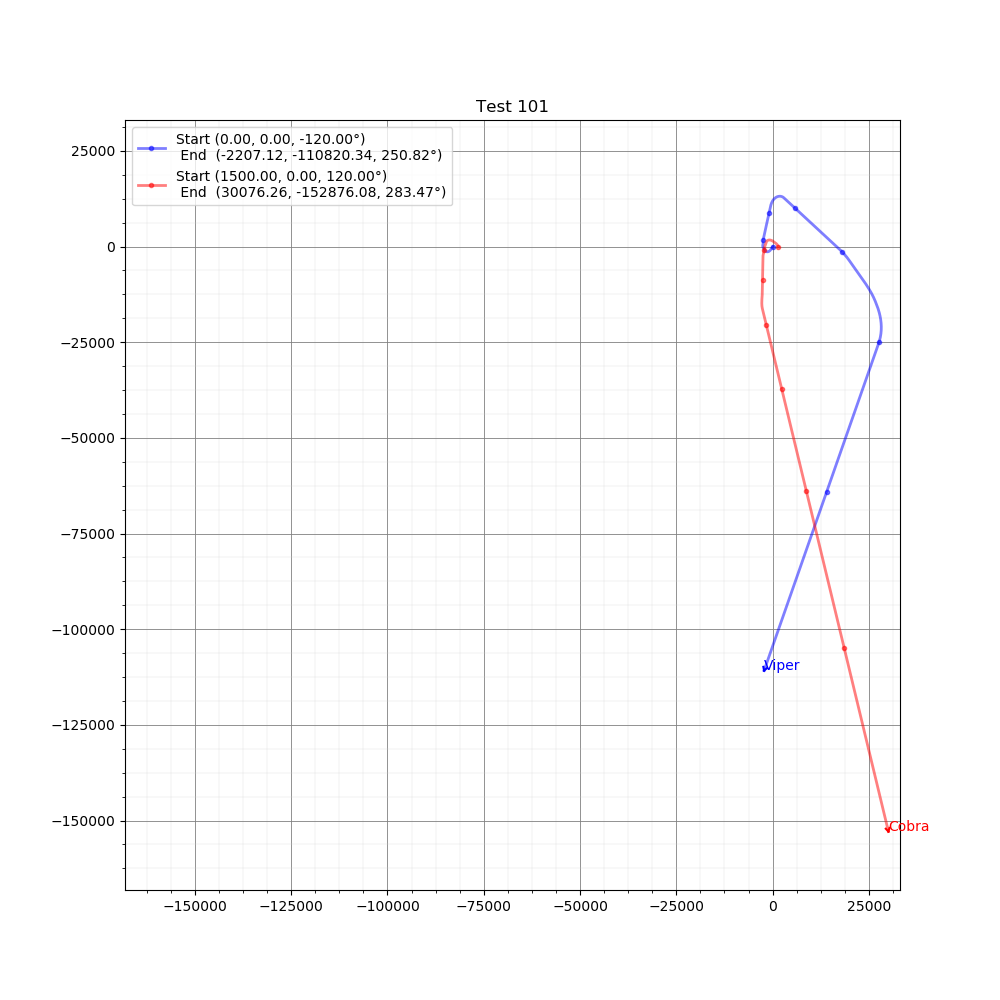 Test 101
Start (0.00, 0.00, -120.00°)
End  (-2207.12, -110820.34, 250.82°)
Start (1500.00, 0.00, 120.00°)
End  (30076.26, -152876.08, 283.47°)
25000
0
−25000
−50000
−75000
−100000
−125000
−150000
Viper
Cobra
−150000 −125000 −100000 −75000 −50000 −25000 0 25000